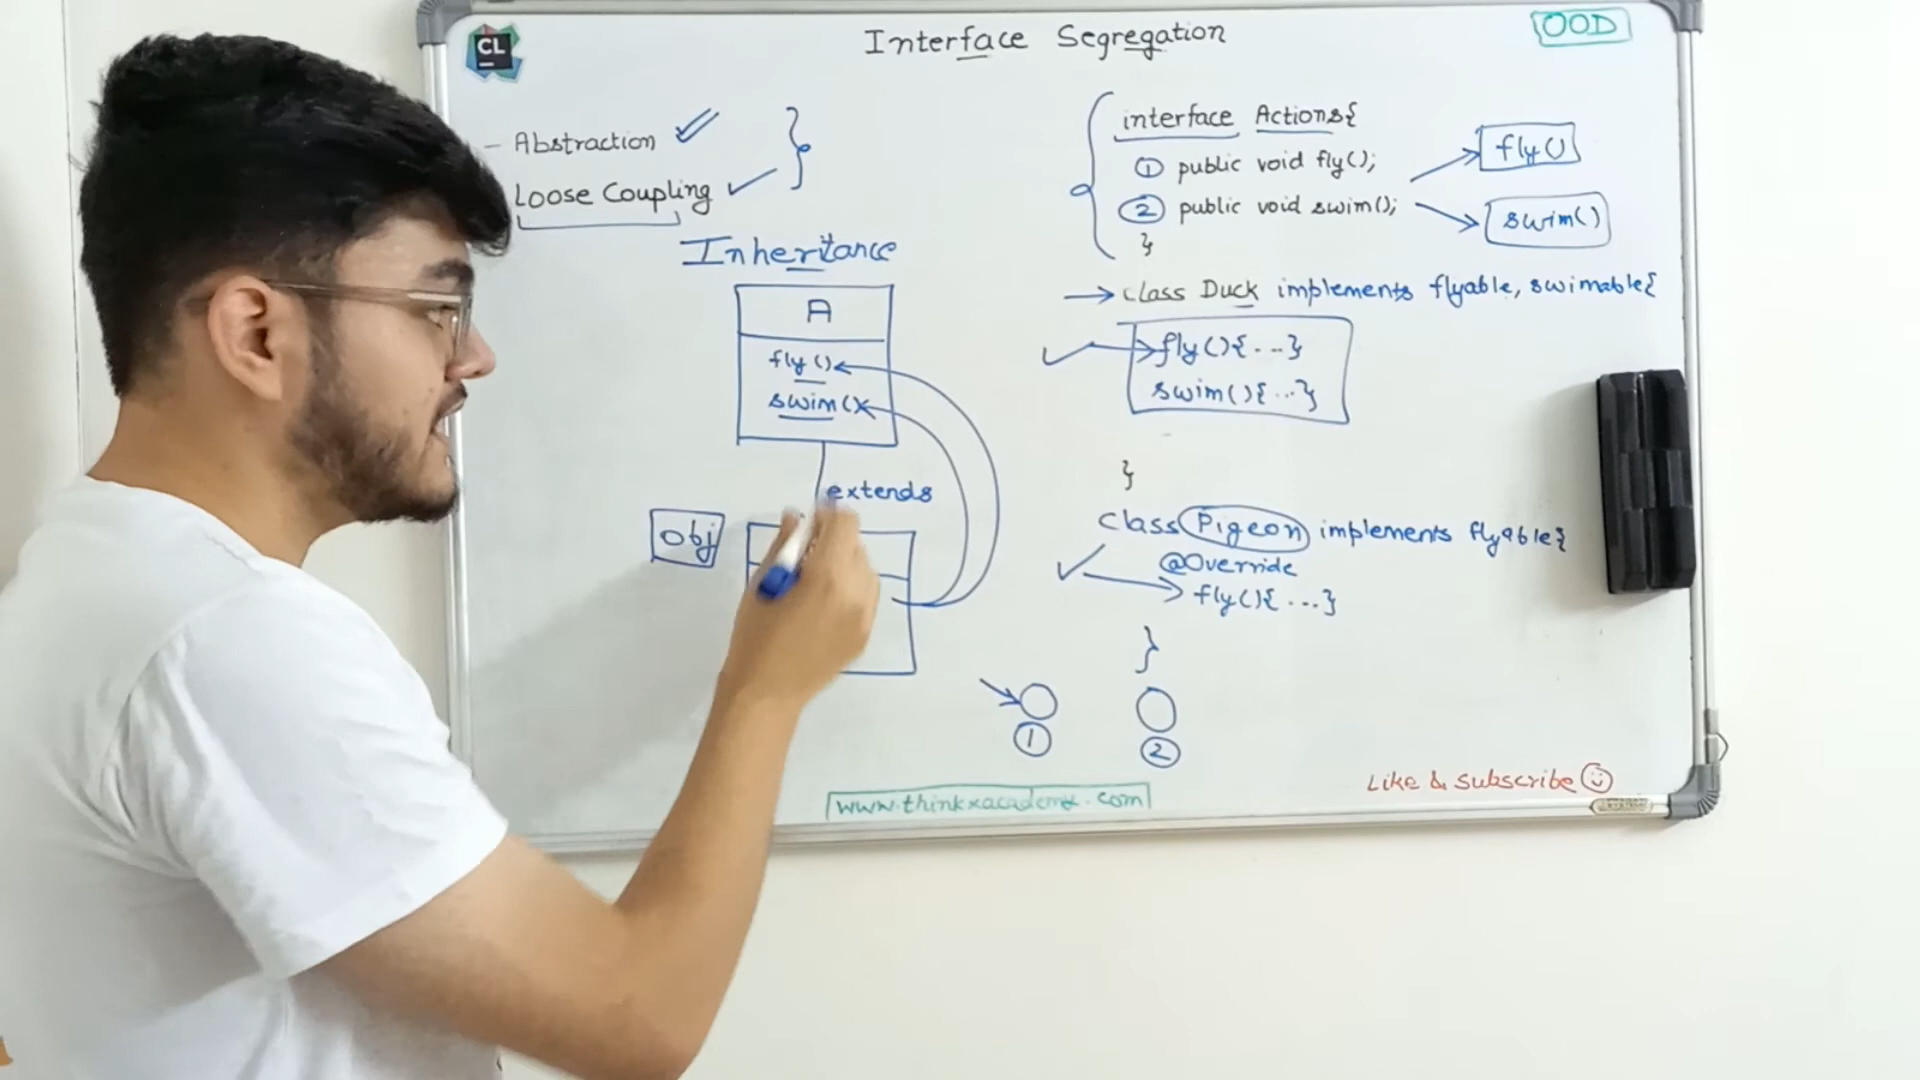 CL
Interface Segregation
OOD
- Abstraction
Loose Coupling
Inheritance
A
fly()
swim()
extends
Obj
interface Actions{
① public void fly();
② public void swim();
}
fly()
swim()
class Duck implements flyable, swimable{
fly(){...}
swim(){...}
}
class Pigeon implements flyable{
@Override
fly(){...}
}
①
②
www.thinkxacademy.com
Like & Subscribe